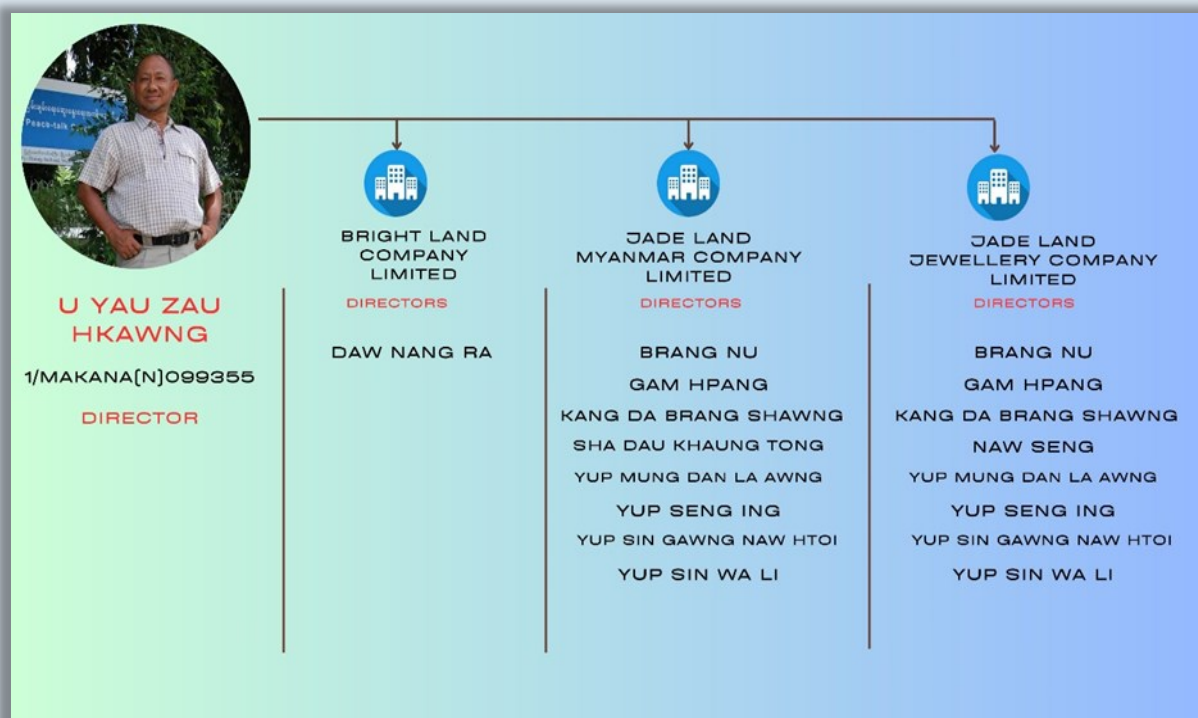 Peace-talk
U YAU ZAU
HKAWNG
1/MAKANA(N)099355
DIRECTOR
BRIGHT LAND
COMPANY
LIMITED
DIRECTORS
DAW NANG RA
JADE LAND
MYANMAR COMPANY
LIMITED
DIRECTORS
BRANG NU
GAM HPANG
KANG DA BRANG SHAWNG
SHA DAU KHAUNG TONG
YUP MUNG DAN LA AWNG
YUP SENG ING
YUP SIN GAWNG NAW HTOI
YUP SIN WA LI
JADE LAND
JEWELLERY COMPANY
LIMITED
DIRECTORS
BRANG NU
GAM HPANG
KANG DA BRANG SHAWNG
NAW SENG
YUP MUNG DAN LA AWNG
YUP SENG ING
YUP SIN GAWNG NAW HTOI
YUP SIN WA LI